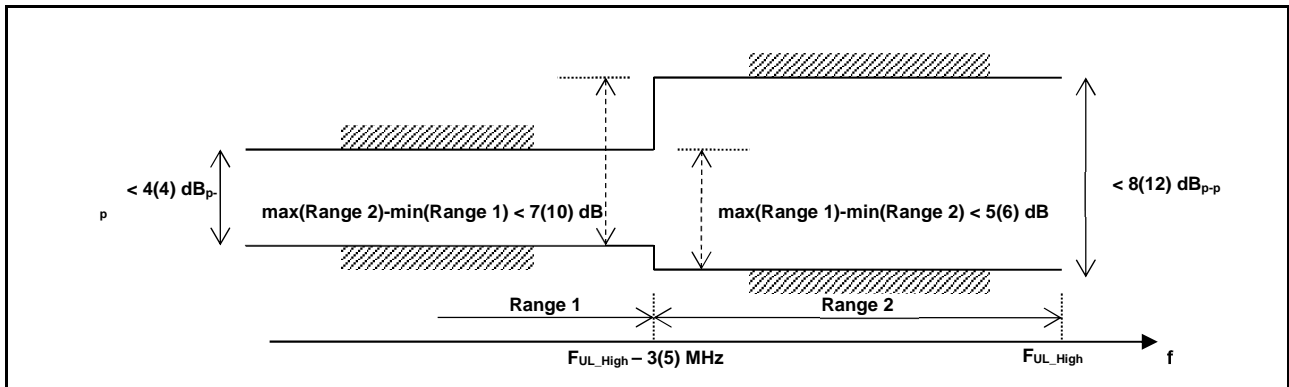 < 4(4) dBp-
p
max(Range 2)-min(Range 1) < 7(10) dB
max(Range 1)-min(Range 2) < 5(6) dB
< 8(12) dBp-p
Range 1
Range 2
FUL_High – 3(5) MHz
FUL_High
f